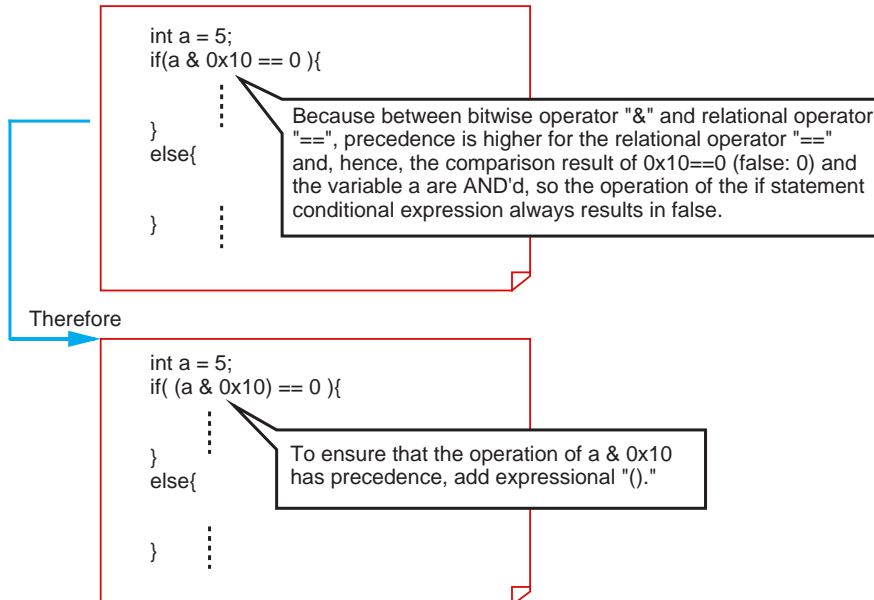 int a = 5;
if(a & 0x10 == 0 ){
Because between bitwise operator "&" and relational operator
"==", precedence is higher for the relational operator "=="
and, hence, the comparison result of 0x10==0 (false: 0) and
the variable a are AND'd, so the operation of the if statement
conditional expression always results in false.
}
else{
}
Therefore
int a = 5;
if( (a & 0x10) == 0 ){
To ensure that the operation of a & 0x10
has precedence, add expressional "()."
}
else{
}